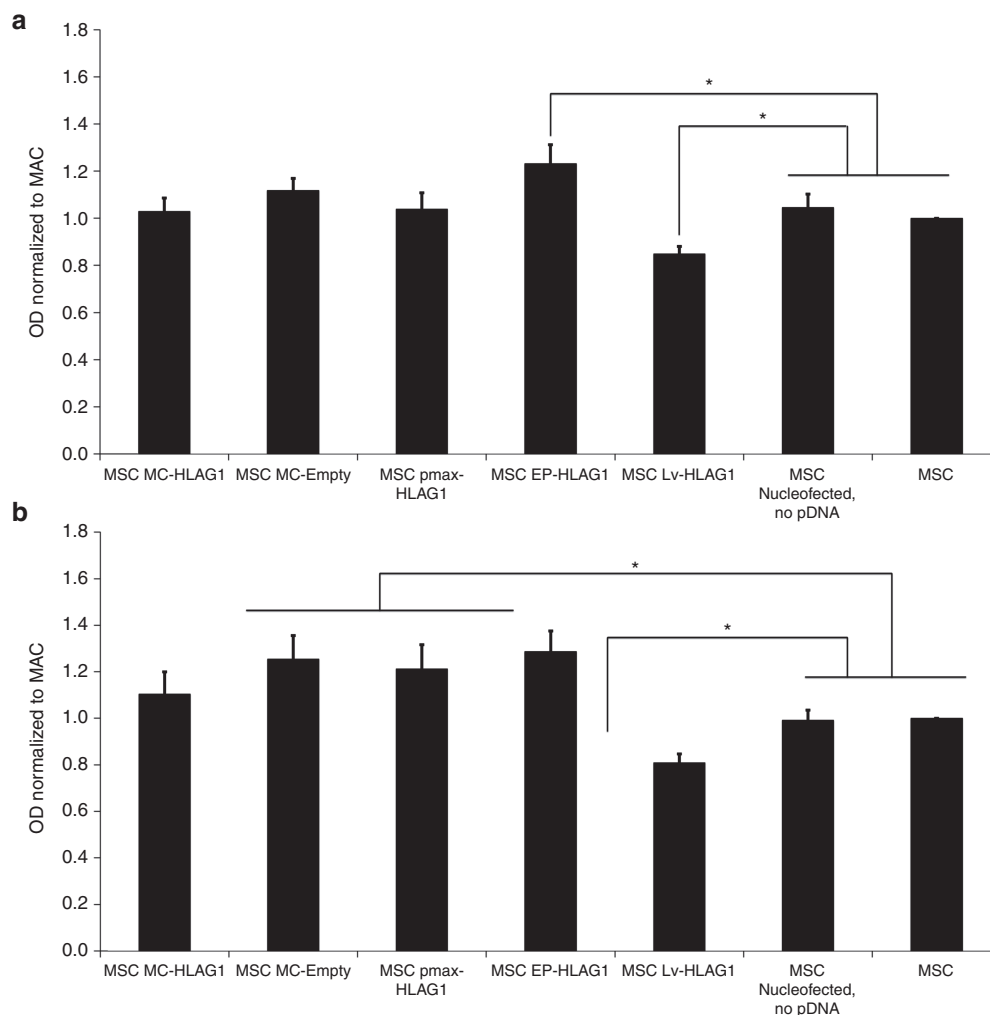 a
1.8
1.6
1.4
1.2
1.0
0.8
0.6
0.4
0.2
0.0
OD normalized to MAC
*
*
MSC MC-HLAG1
MSC MC-Empty
MSC pmax-
HLAG1
MSC EP-HLAG1
MSC Lv-HLAG1
MSC
Nucleofected,
no pDNA
MSC
b
1.8
1.6
1.4
1.2
1.0
0.8
0.6
0.4
0.2
0.0
OD normalized to MAC
*
*
MSC MC-HLAG1
MSC MC-Empty
MSC pmax-
HLAG1
MSC EP-HLAG1
MSC Lv-HLAG1
MSC
Nucleofected,
no pDNA
MSC